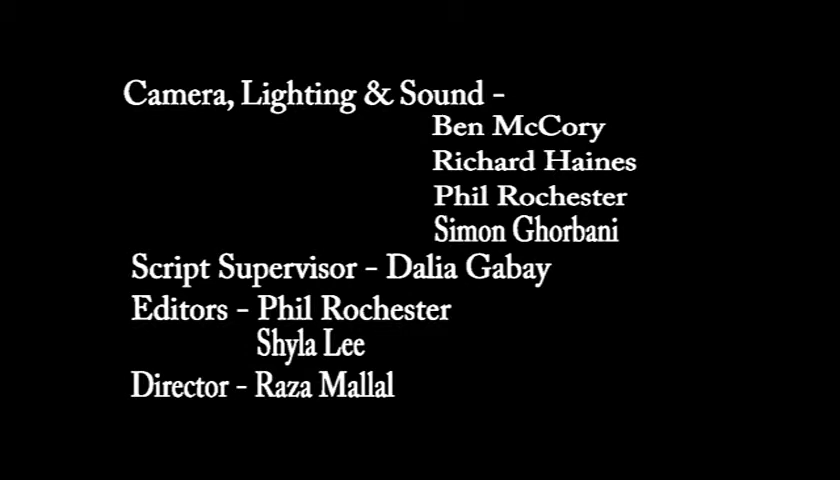 Camera, Lighting & Sound -
Ben McCory
Richard Haines
Phil Rochester
Simon Ghorbani
Script Supervisor - Dalia Gabay
Editors - Phil Rochester
Shyla Lee
Director - Raza Mallal